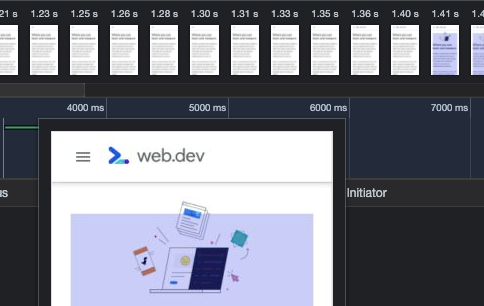 21 s 1.23 s 1.25 s 1.26 s 1.28 s 1.30 s 1.31 s 1.33 s 1.35 s 1.36 s 1.40 s 1.41 s 1.4
4000 ms 5000 ms 6000 ms 7000 ms
web.dev
us Initiator